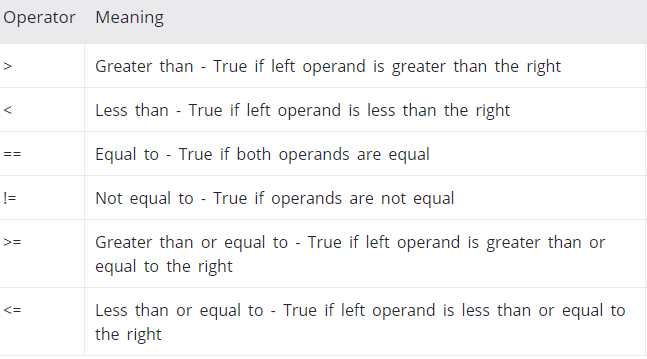 Operator Meaning
> Greater than - True if left operand is greater than the right
< Less than - True if left operand is less than the right
== Equal to - True if both operands are equal
!= Not equal to - True if operands are not equal
>= Greater than or equal to - True if left operand is greater than or
equal to the right
<= Less than or equal to - True if left operand is less than or equal to
the right